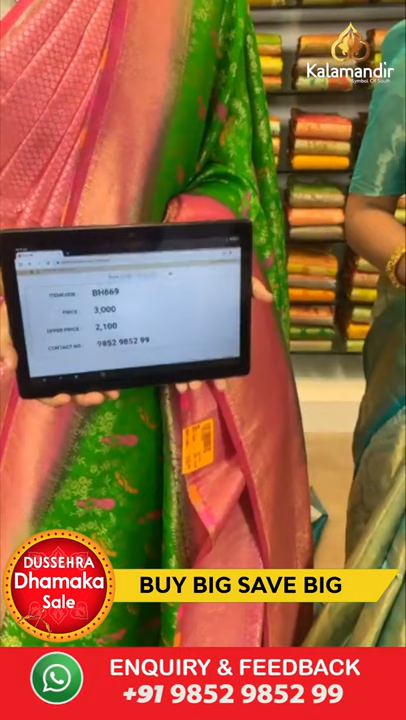 Kalamandir
Symbol Of South
ITEM CODE : BH669
PRICE : 3,000
OFFER PRICE : 2,100
CONTACT NO : 9852 9852 99
DUSSEHRA
Dhamaka
Sale
BUY BIG SAVE BIG
ENQUIRY & FEEDBACK
+91 9852 9852 99